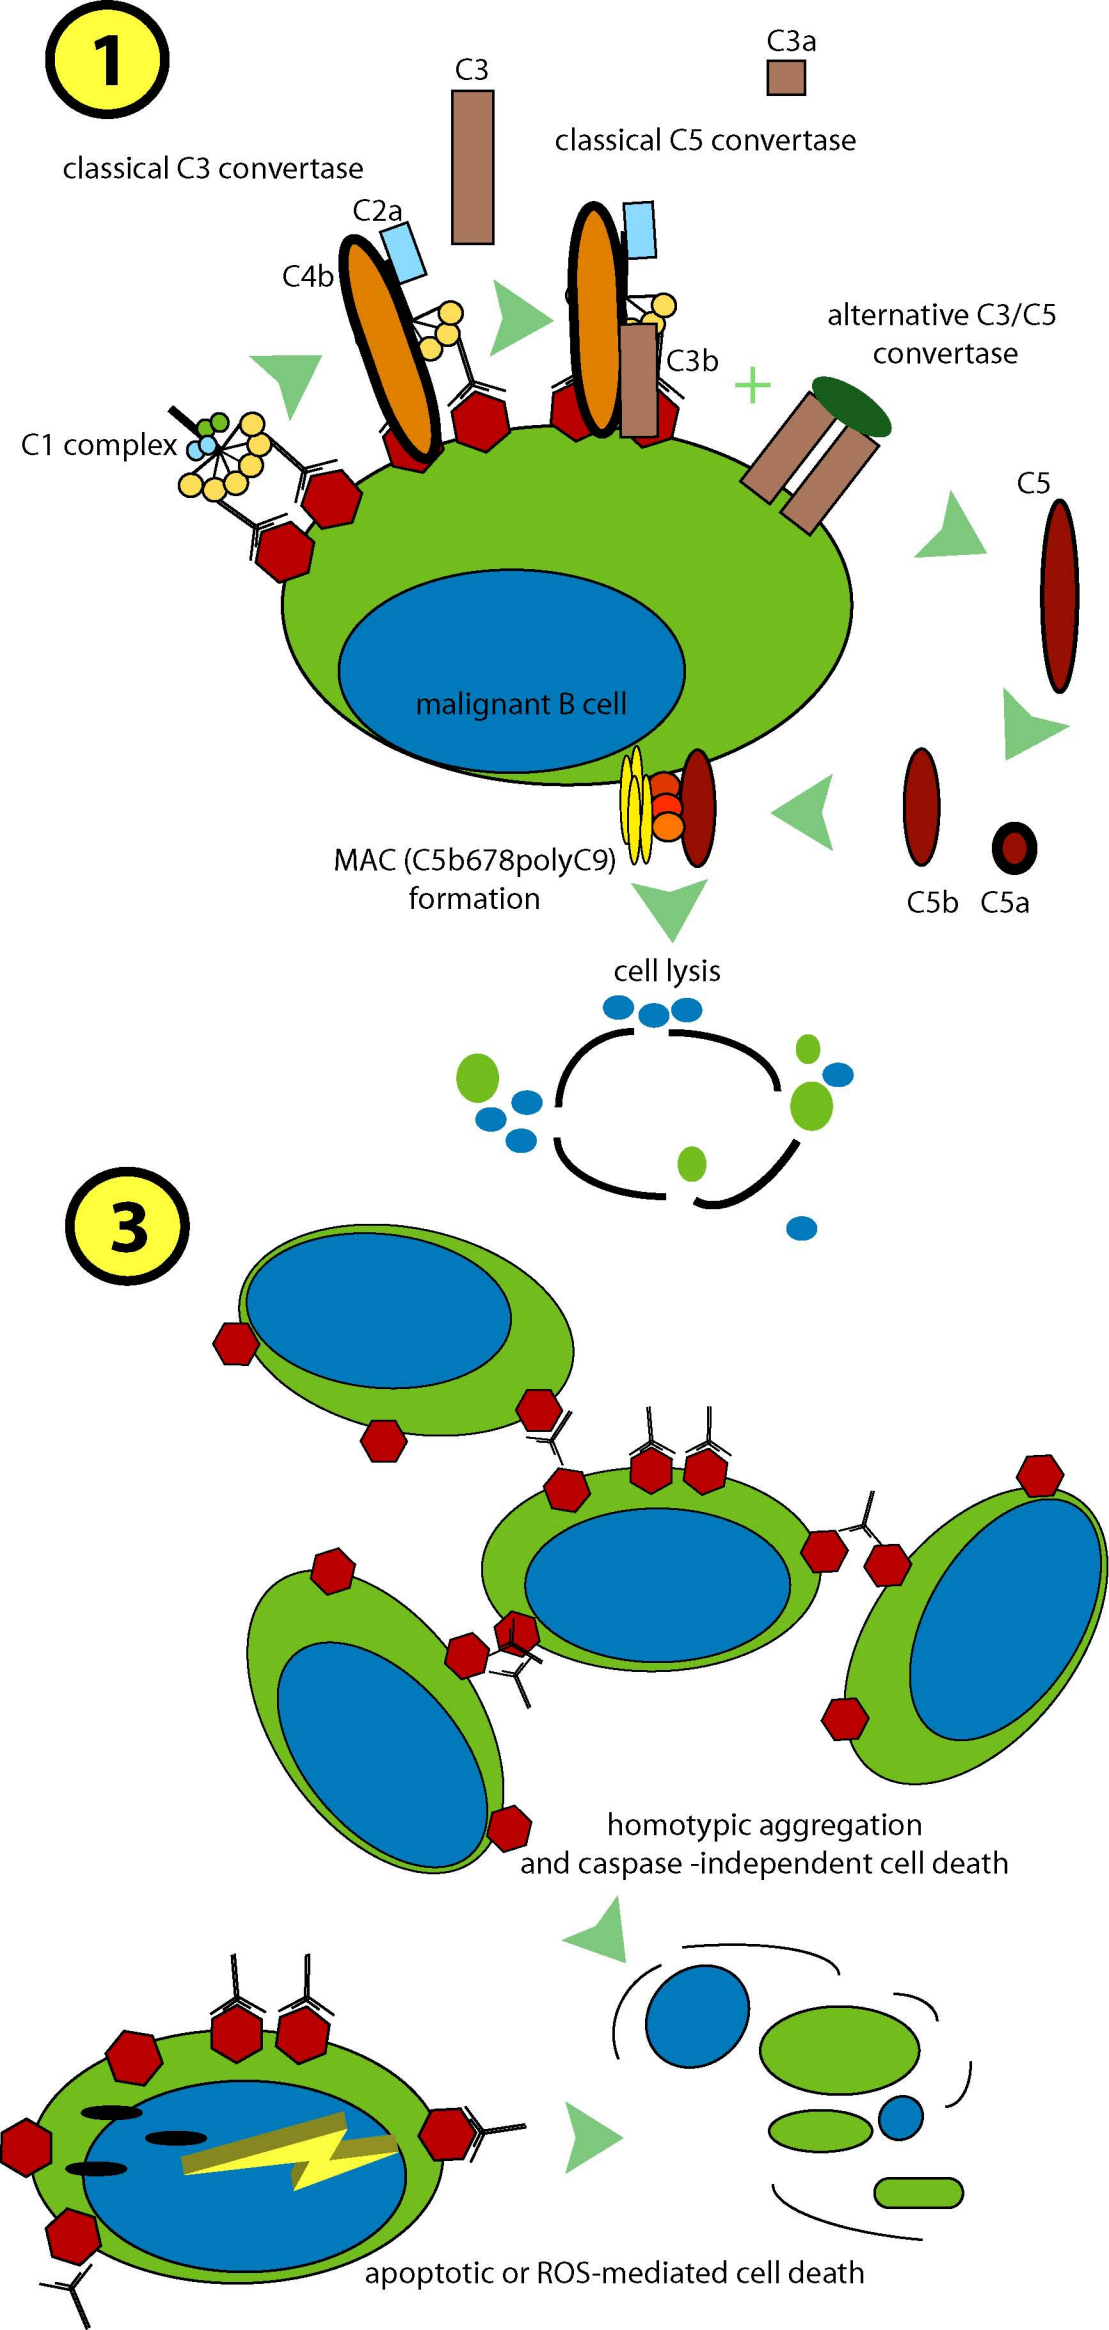 1
C3
C3a
classical C3 convertase
classical C5 convertase
C2a
C4b
alternative C3/C5
convertase
C3b
+
C1 complex
C5
malignant B cell
MAC (C5b678polyC9)
formation
C5b
C5a
cell lysis
3
homotypic aggregation
and caspase -independent cell death
apoptotic or ROS-mediated cell death